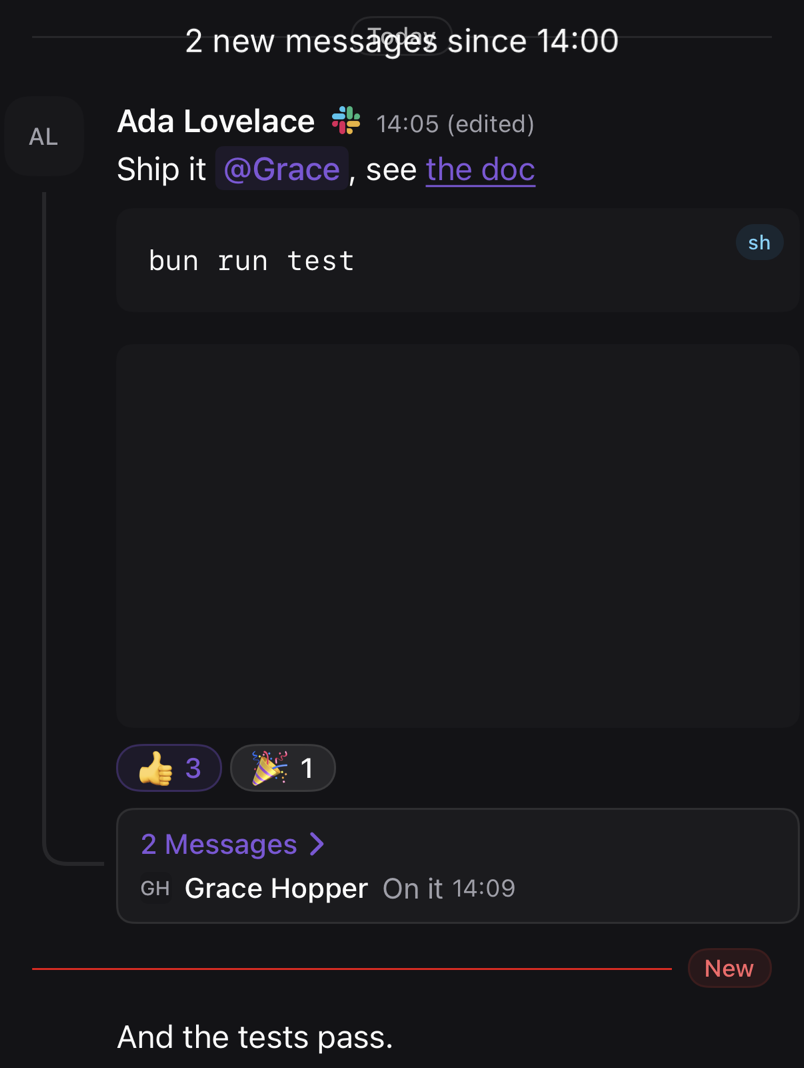 Today
2 new messages since 14:00
AL
Ada Lovelace 14:05 (edited)
Ship it @Grace, see the doc
sh
bun run test
👍 3 🎉 1
2 Messages >
GH Grace Hopper On it 14:09
New
And the tests pass.